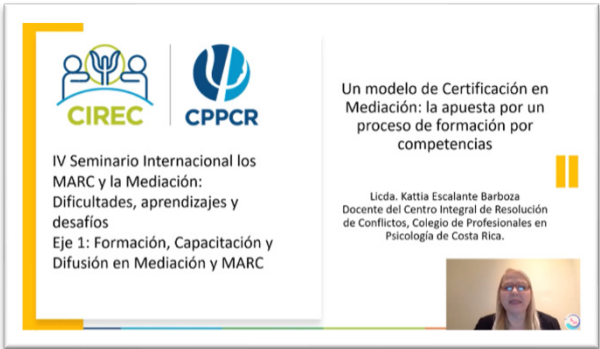 CIREC
CPPCR
IV Seminario Internacional los
MARC y la Mediación:
Dificultades, aprendizajes y
desafíos
Eje 1: Formación, Capacitación y
Difusión en Mediación y MARC
Un modelo de Certificación en
Mediación: la apuesta por un
proceso de formación por
competencias
Licda. Kattia Escalante Barboza
Docente del Centro Integral de Resolución
de Conflictos, Colegio de Profesionales en
Psicología de Costa Rica.